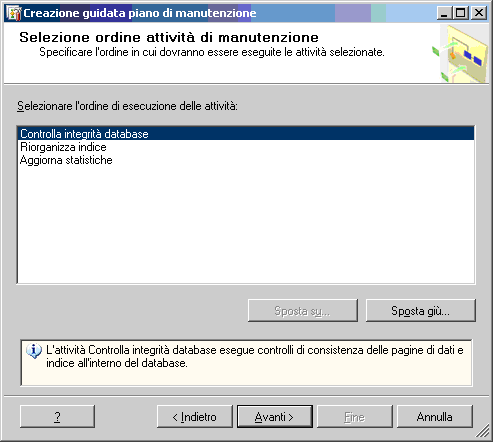 Creazione guidata piano di manutenzione
Selezione ordine attività di manutenzione
Specificare l'ordine in cui dovranno essere eseguite le attività selezionate.
Selezionare l'ordine di esecuzione delle attività:
Controlla integrità database
Riorganizza indice
Aggiorna statistiche
Sposta su... Sposta giù...
L'attività Controlla integrità database esegue controlli di consistenza delle pagine di dati e
indice all'interno del database.
? < Indietro Avanti > Fine Annulla